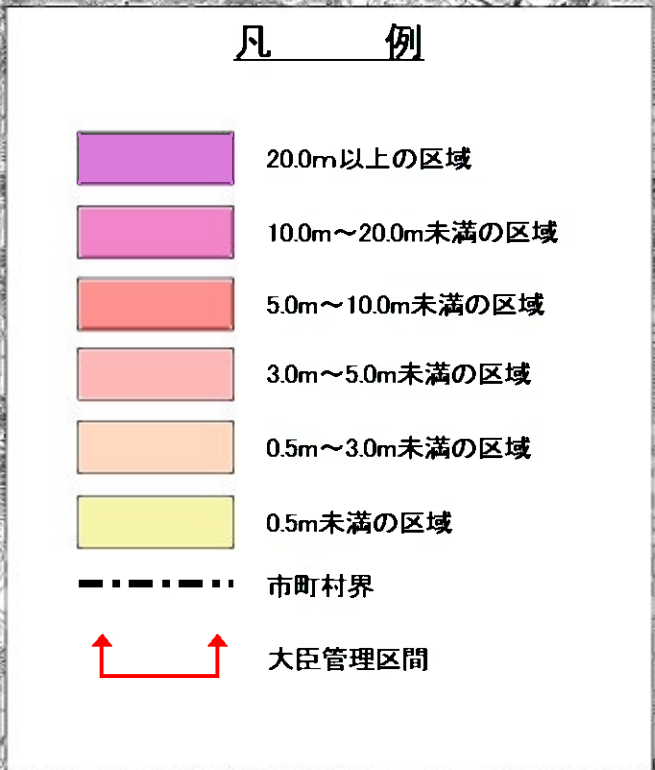 凡　例
20.0m以上の区域
10.0m～20.0m未満の区域
5.0m～10.0m未満の区域
3.0m～5.0m未満の区域
0.5m～3.0m未満の区域
0.5m未満の区域
市町村界
大臣管理区間